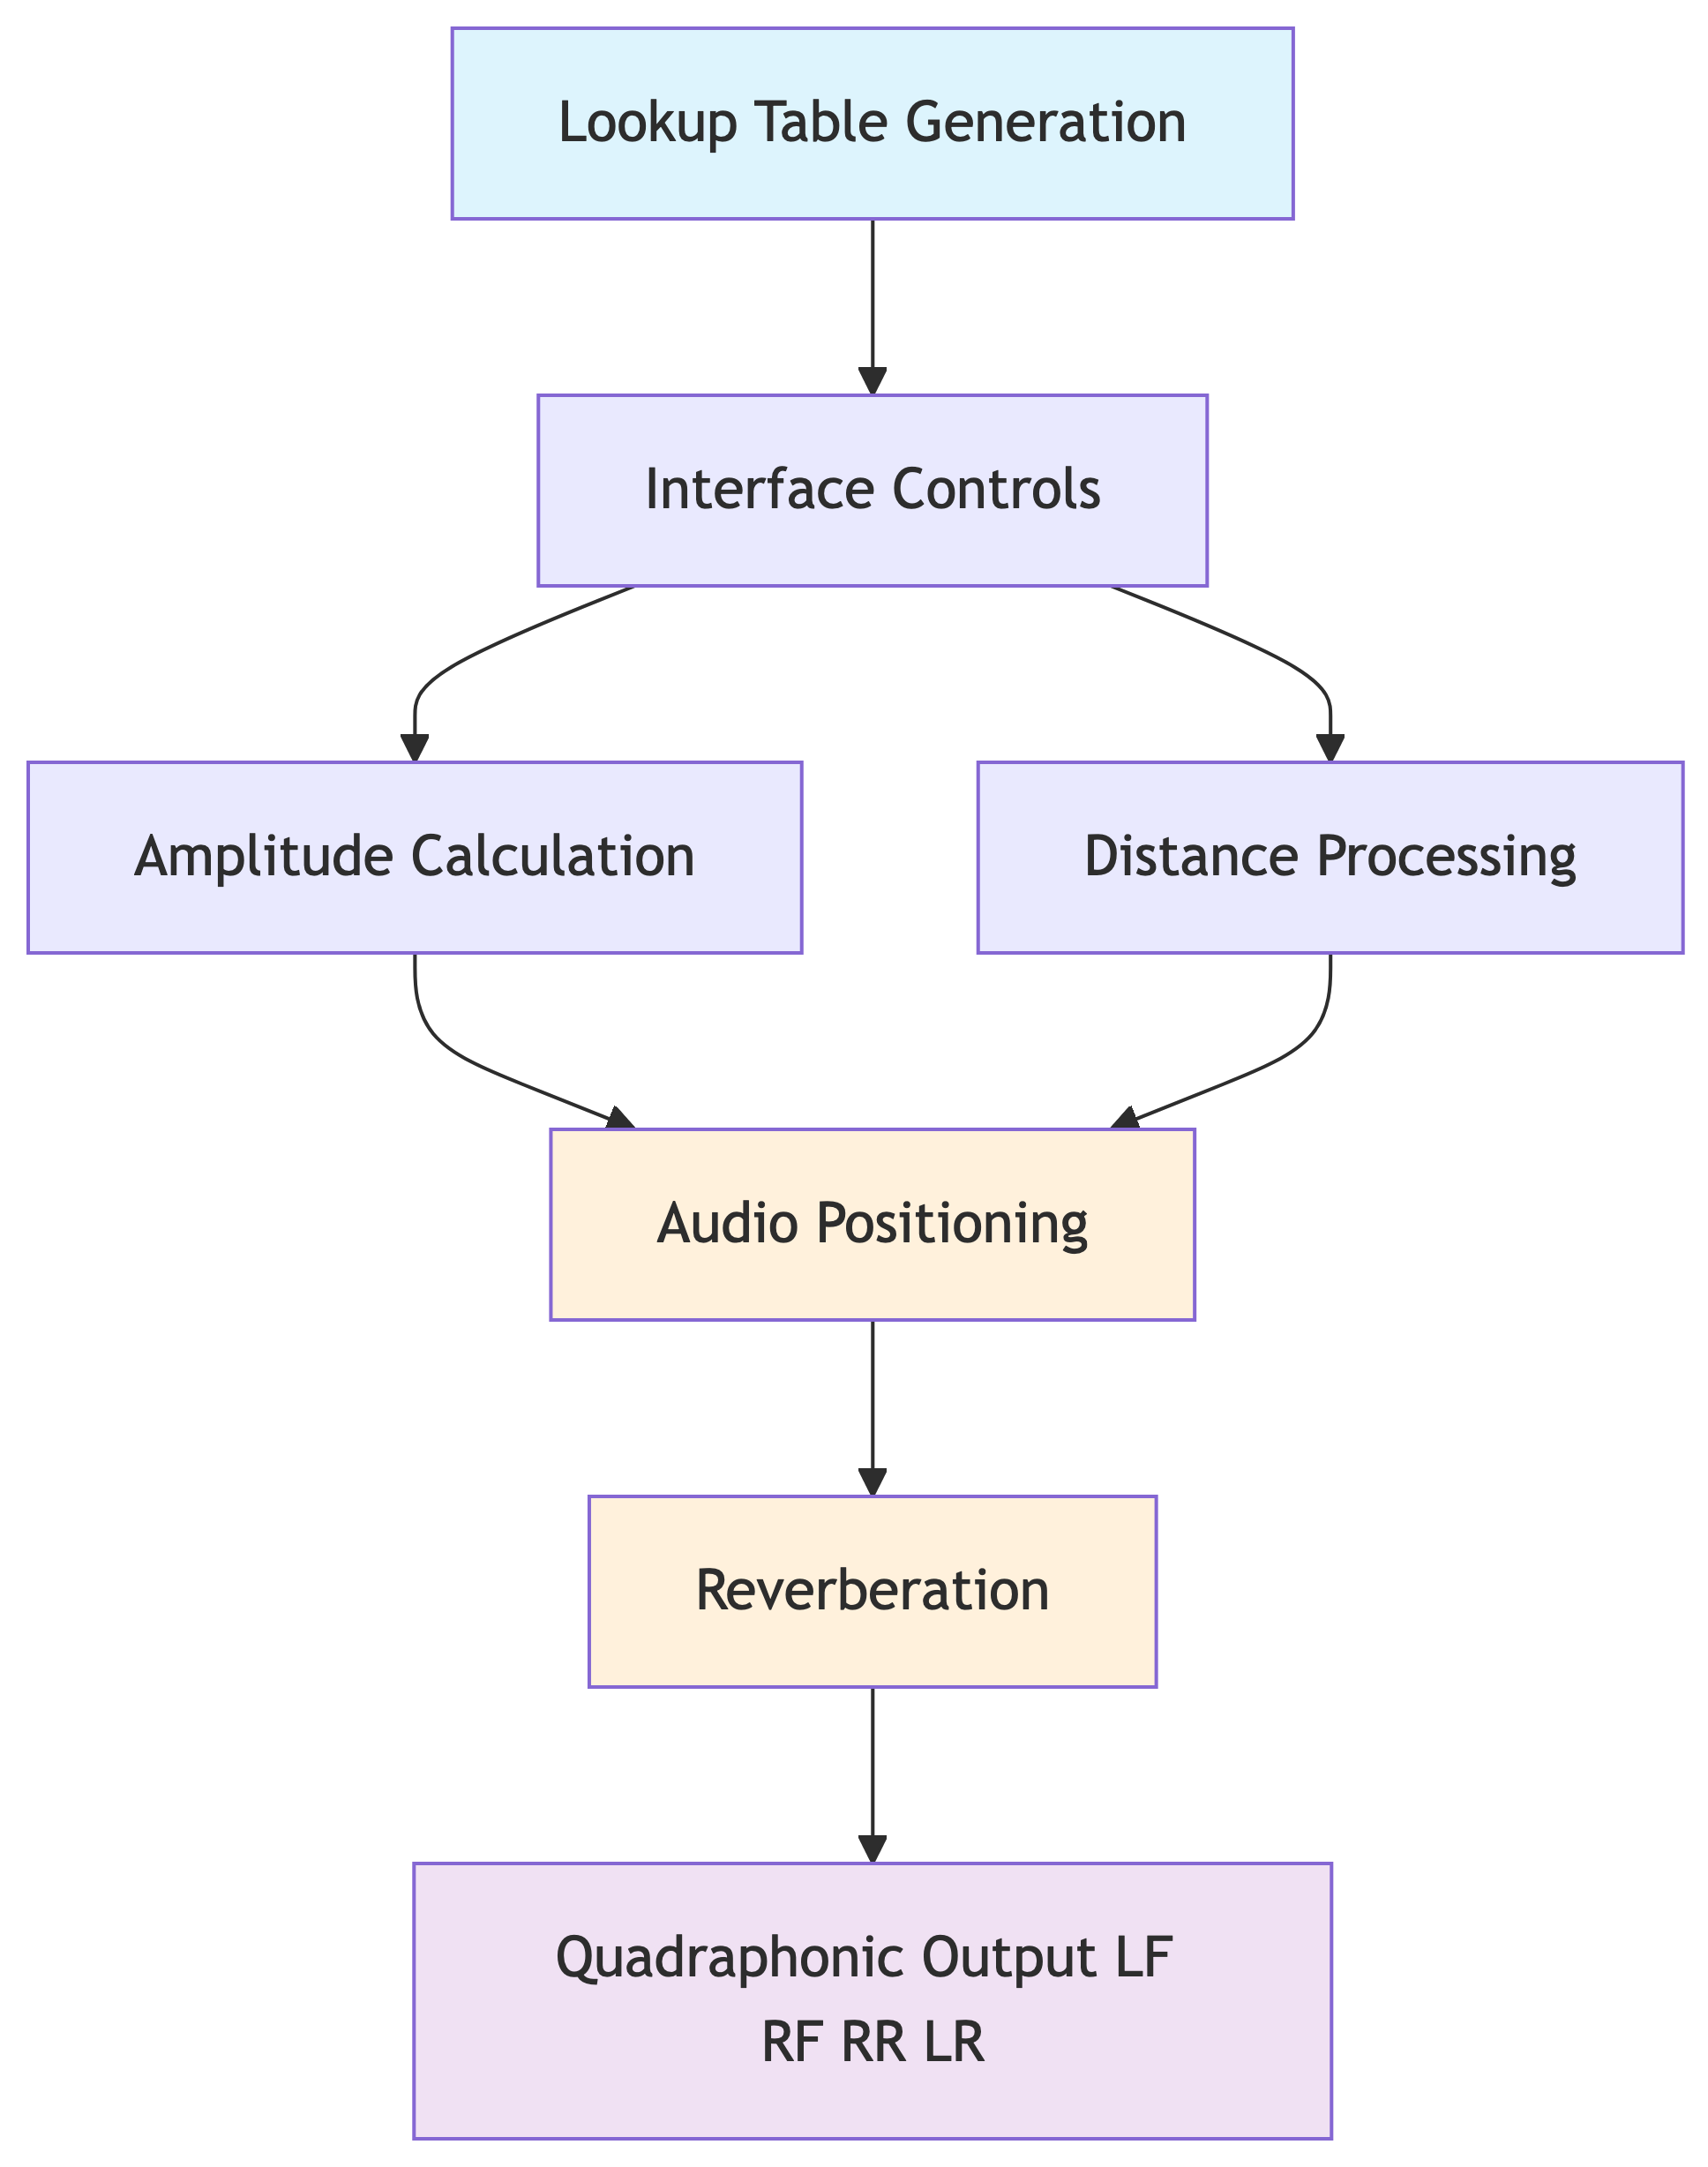 Lookup Table Generation
Interface Controls
Amplitude Calculation
Distance Processing
Audio Positioning
Reverberation
Quadraphonic Output LF
RF RR LR